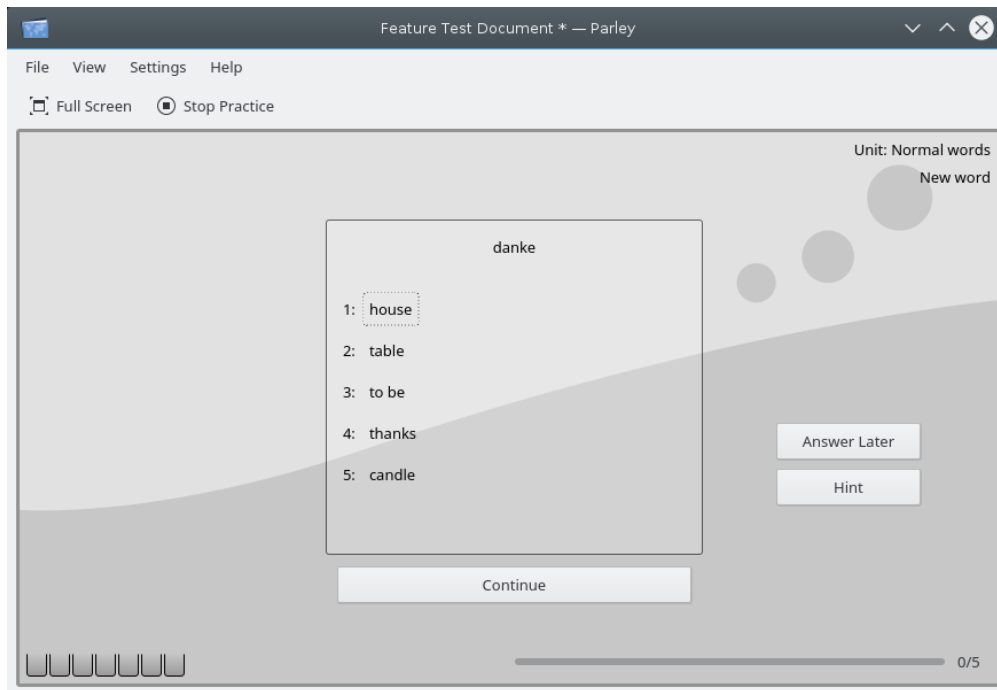 Feature Test Document * — Parley
File View Settings Help
Full Screen Stop Practice
Unit: Normal words
New word
danke
1: house
2: table
3: to be
4: thanks
5: candle
Answer Later
Hint
Continue
0/5